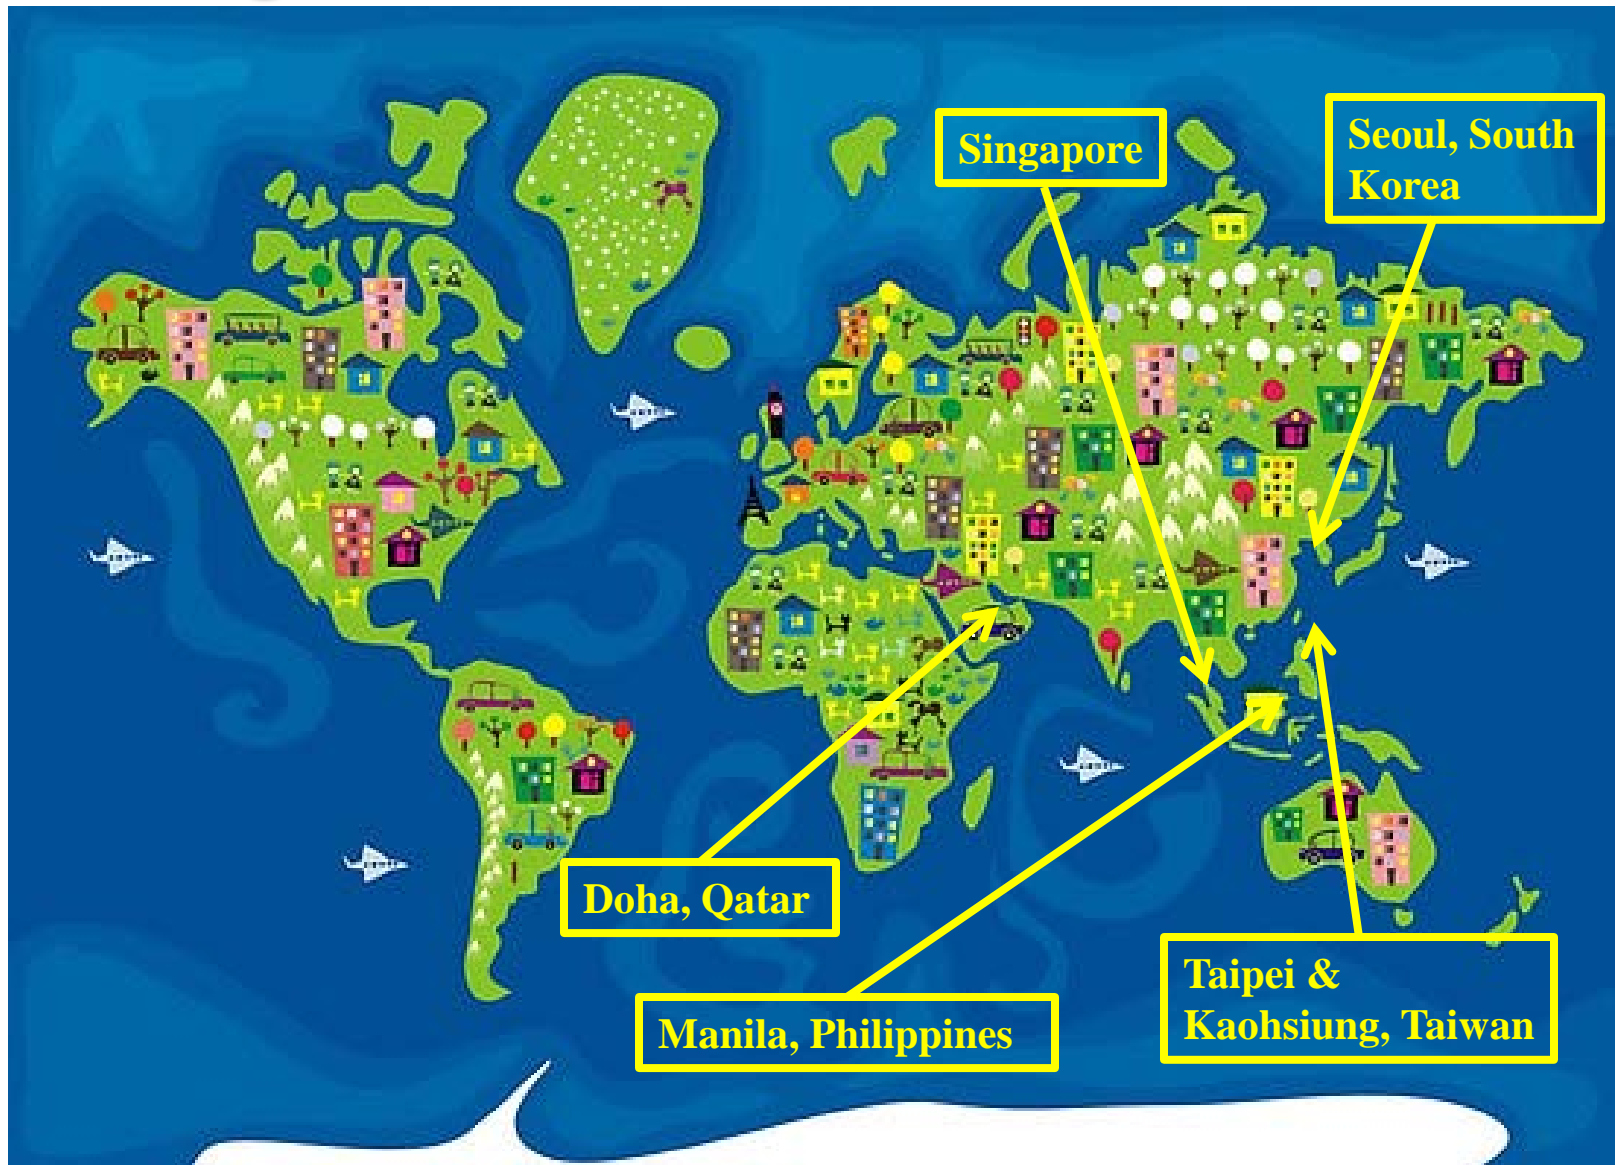 Singapore
Seoul, South
Korea
Doha, Qatar
Manila, Philippines
Taipei &
Kaohsiung, Taiwan